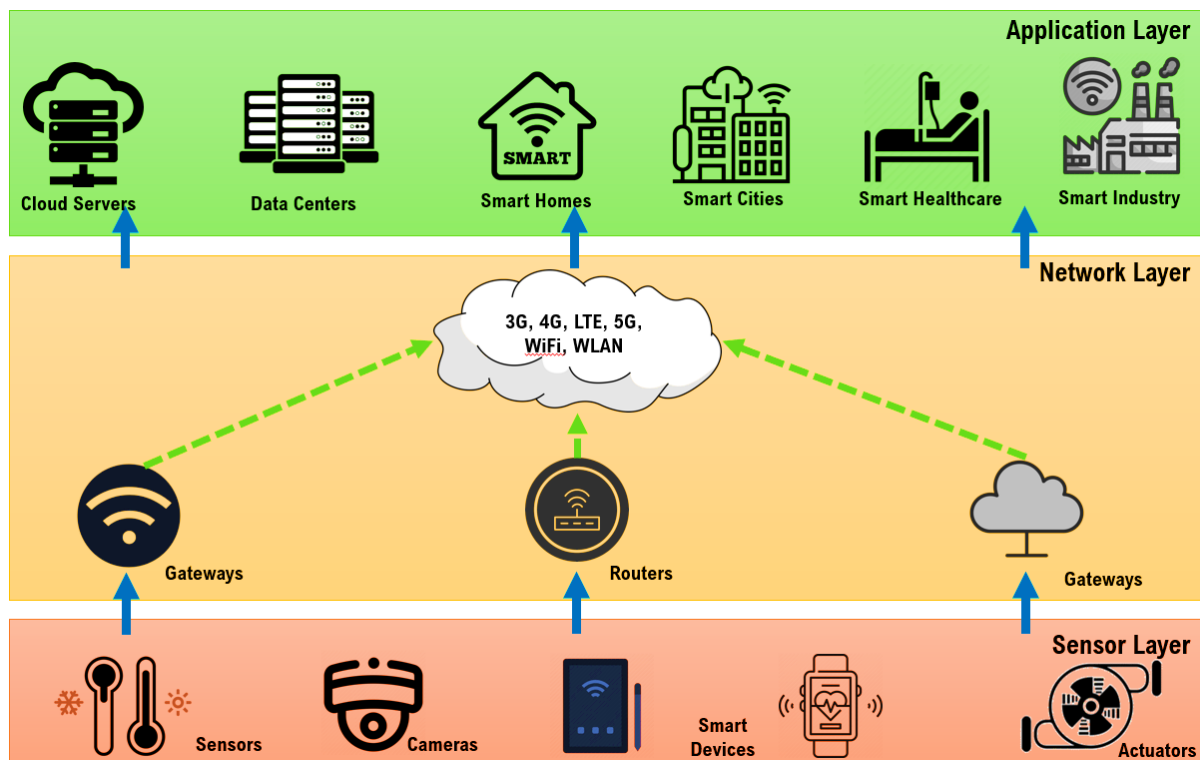 Application Layer
SMART
Cloud Servers
Data Centers
Smart Homes
Smart Cities
Smart Healthcare
Smart Industry
Network Layer
3G, 4G, LTE, 5G,
WiFi, WLAN
Gateways
Routers
Gateways
Sensor Layer
Sensors
Cameras
Smart
Devices
Actuators